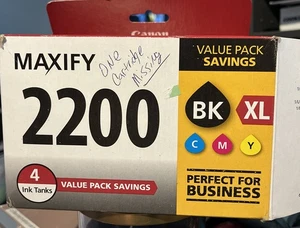 Canon
MAXIFY
One
Cartridge
Missing
VALUE PACK
SAVINGS
2200
BK XL
C M Y
4
Ink Tanks
VALUE PACK SAVINGS
PERFECT FOR
BUSINESS